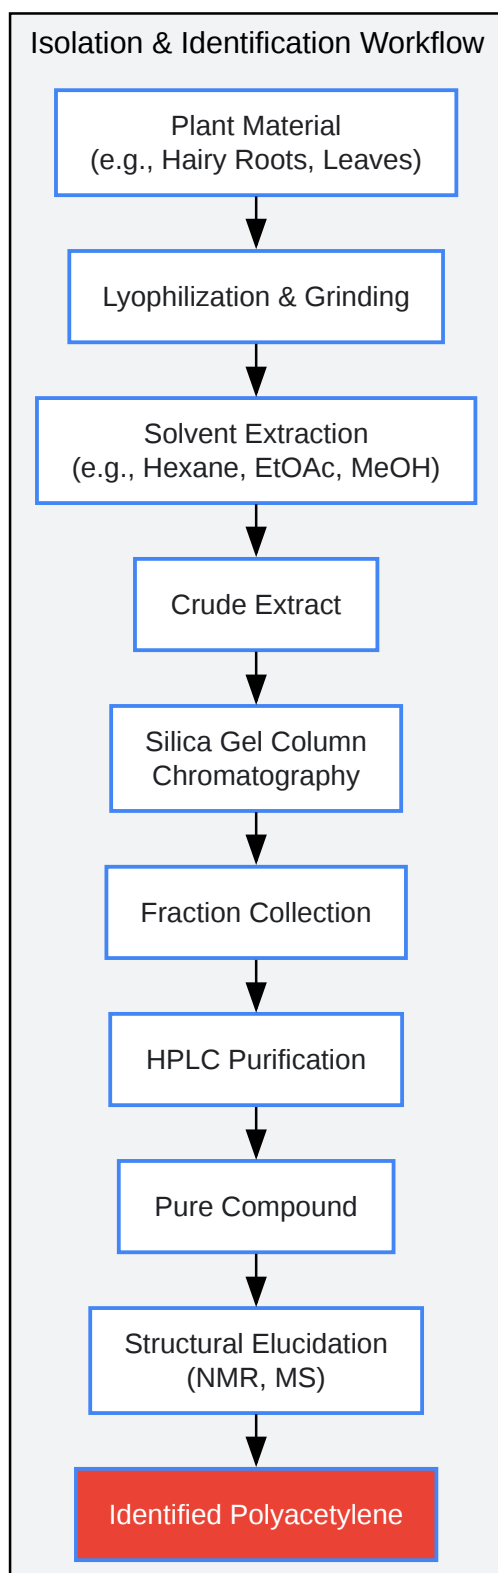 Isolation & Identification Workflow
Plant Material
(e.g., Hairy Roots, Leaves)
Lyophilization & Grinding
Solvent Extraction
(e.g., Hexane, EtOAc, MeOH)
Crude Extract
Silica Gel Column
Chromatography
Fraction Collection
HPLC Purification
Pure Compound
Structural Elucidation
(NMR, MS)
Identified Polyacetylene